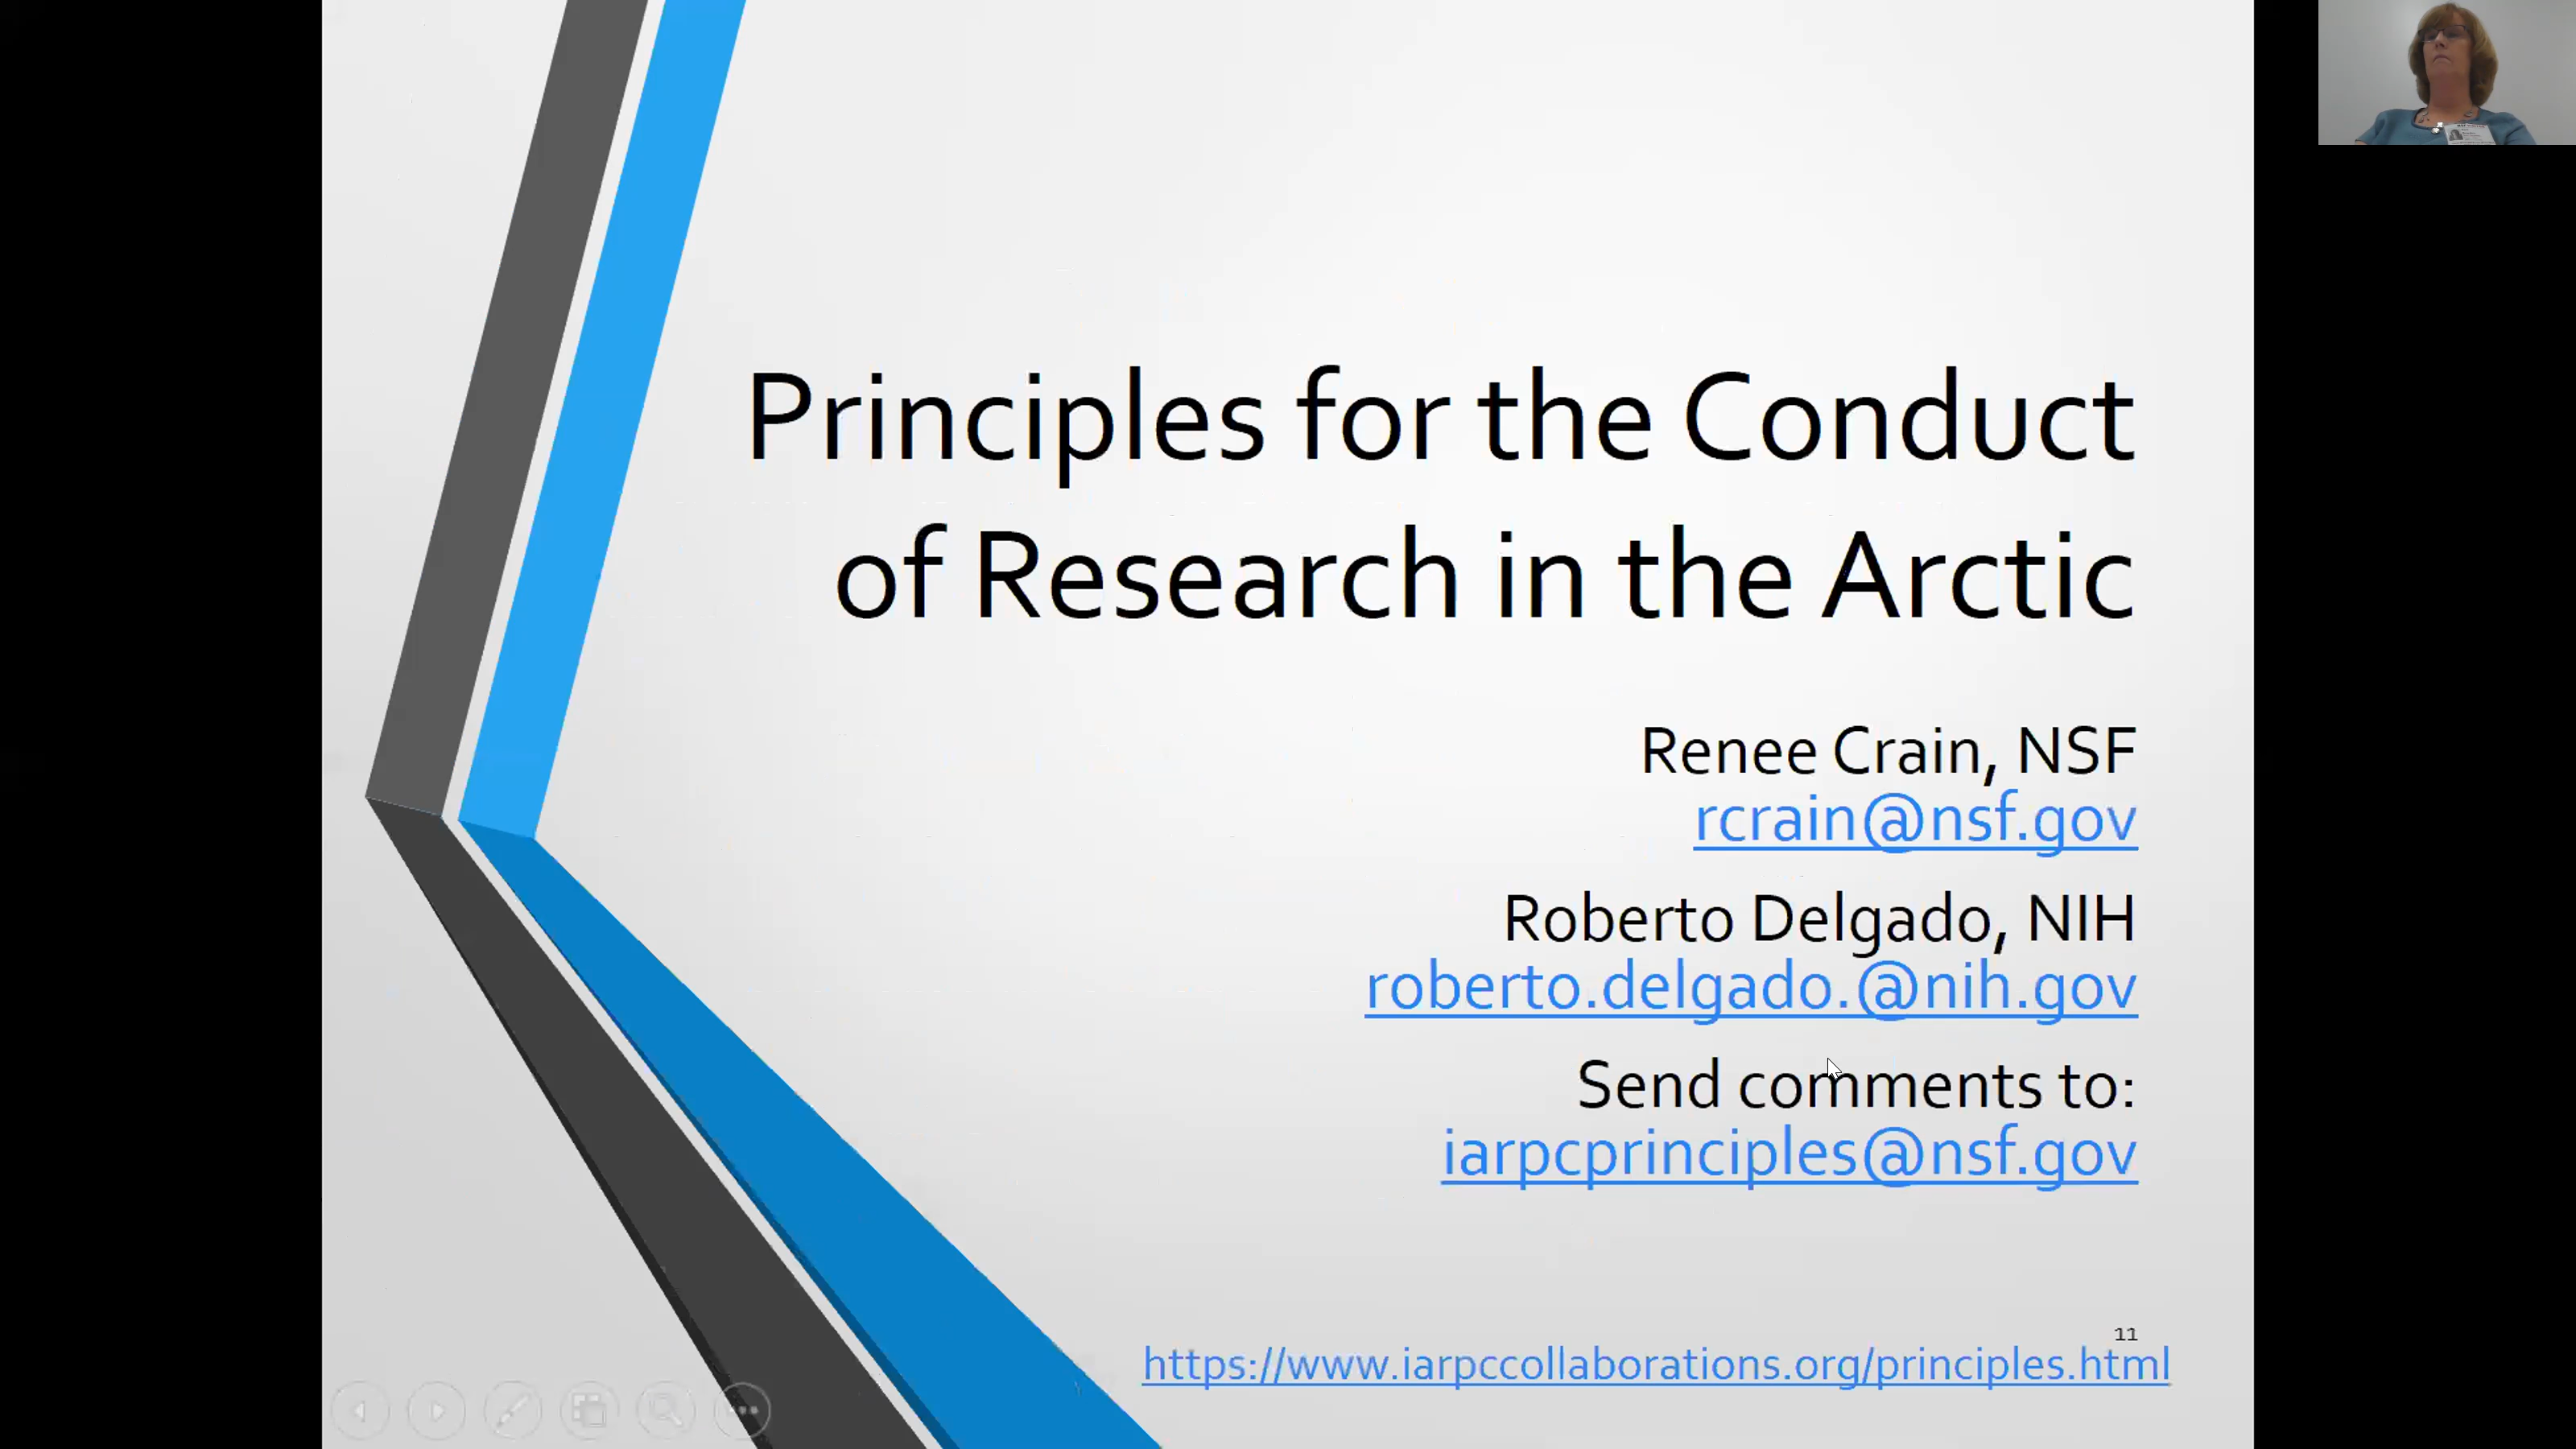 Principles for the Conduct
of Research in the Arctic
Renee Crain, NSF
rcrain@nsf.gov
Roberto Delgado, NIH
roberto.delgado.@nih.gov
Send comments to:
iarpcprinciples@nsf.gov
11
https://www.iarpccollaborations.org/principles.html